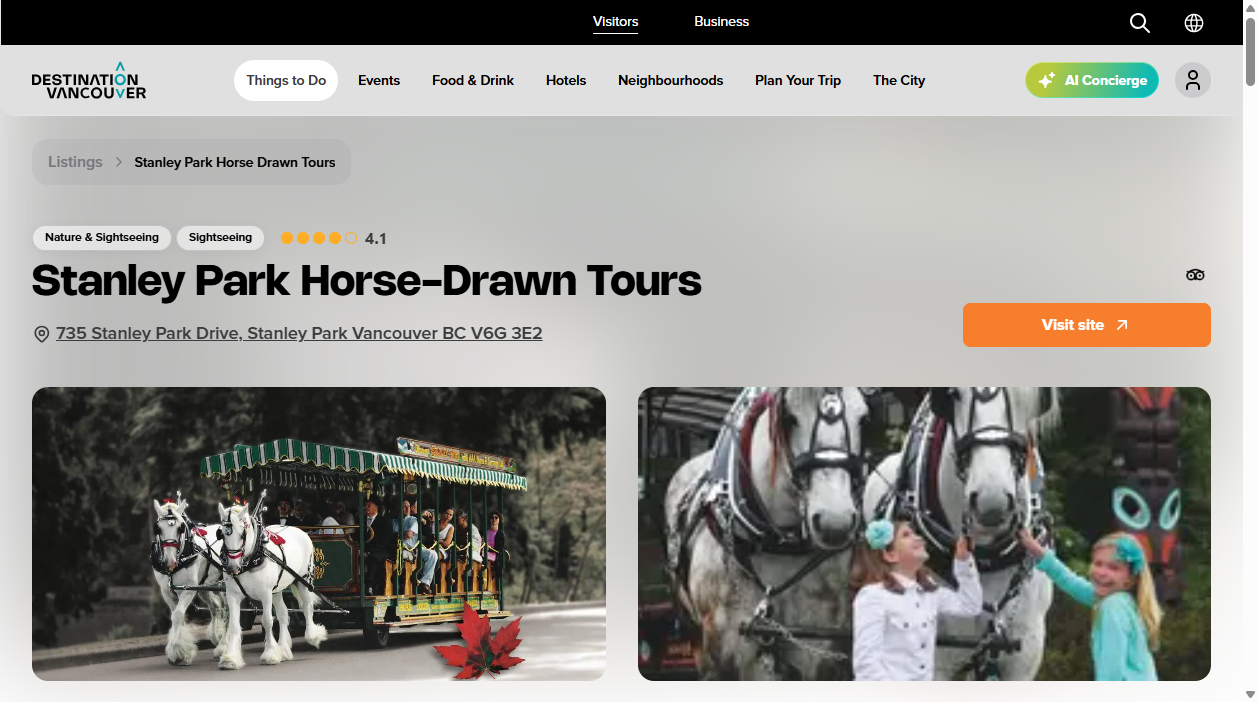 Visitors
Business
DESTINATION
VANCOUVER
Things to Do
Events
Food & Drink
Hotels
Neighbourhoods
Plan Your Trip
The City
AI Concierge
Listings
Stanley Park Horse Drawn Tours
Nature & Sightseeing
Sightseeing
4.1
Stanley Park Horse-Drawn Tours
735 Stanley Park Drive, Stanley Park Vancouver BC V6G 3E2
Visit site